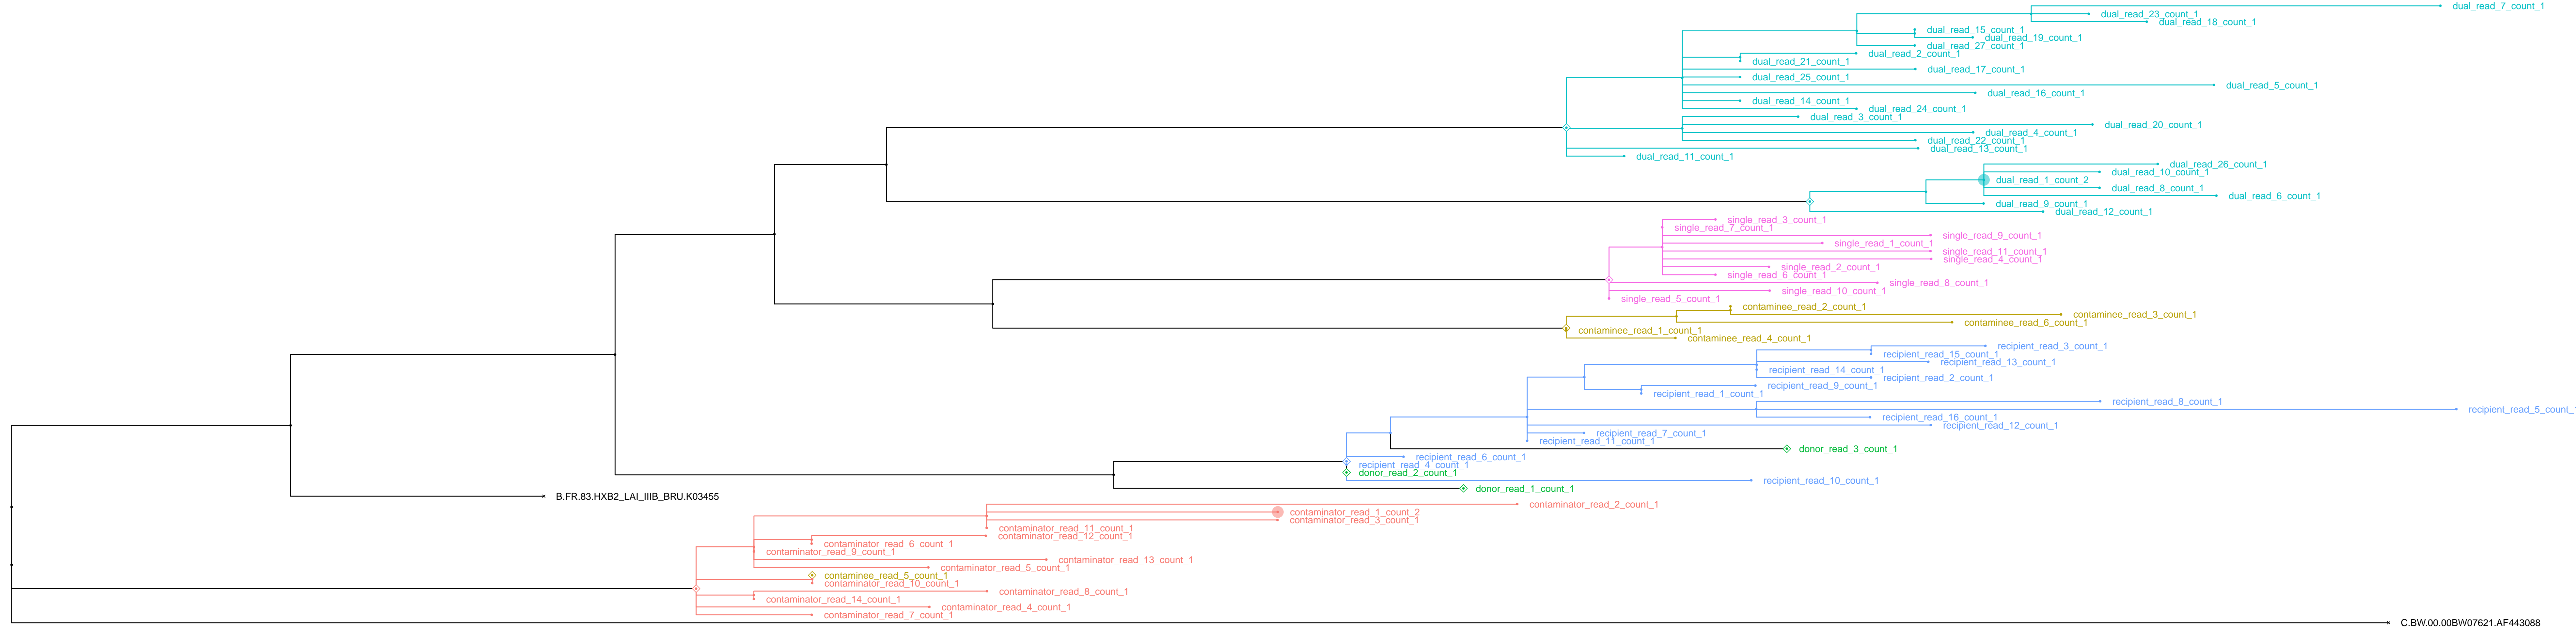 dual_read_7_count_1
dual_read_23_count_1
dual_read_18_count_1
dual_read_15_count_1
dual_read_19_count_1
dual_read_27_count_1
dual_read_2_count_1
dual_read_21_count_1
dual_read_17_count_1
dual_read_25_count_1
dual_read_5_count_1
dual_read_16_count_1
dual_read_14_count_1
dual_read_24_count_1
dual_read_3_count_1
dual_read_20_count_1
dual_read_4_count_1
dual_read_22_count_1
dual_read_13_count_1
dual_read_11_count_1
dual_read_26_count_1
dual_read_10_count_1
dual_read_1_count_2
dual_read_8_count_1
dual_read_6_count_1
dual_read_9_count_1
dual_read_12_count_1
single_read_3_count_1
single_read_7_count_1
single_read_9_count_1
single_read_1_count_1
single_read_11_count_1
single_read_4_count_1
single_read_2_count_1
single_read_6_count_1
single_read_8_count_1
single_read_10_count_1
single_read_5_count_1
contaminee_read_2_count_1
contaminee_read_3_count_1
contaminee_read_6_count_1
contaminee_read_1_count_1
contaminee_read_4_count_1
recipient_read_3_count_1
recipient_read_15_count_1
recipient_read_13_count_1
recipient_read_14_count_1
recipient_read_2_count_1
recipient_read_9_count_1
recipient_read_1_count_1
recipient_read_8_count_1
recipient_read_5_count_1
recipient_read_16_count_1
recipient_read_12_count_1
recipient_read_7_count_1
recipient_read_11_count_1
donor_read_3_count_1
recipient_read_6_count_1
recipient_read_4_count_1
donor_read_2_count_1
recipient_read_10_count_1
donor_read_1_count_1
B.FR.83.HXB2_LAI_IIIB_BRU.K03455
contaminator_read_2_count_1
contaminator_read_1_count_2
contaminator_read_3_count_1
contaminator_read_11_count_1
contaminator_read_12_count_1
contaminator_read_6_count_1
contaminator_read_9_count_1
contaminator_read_13_count_1
contaminator_read_5_count_1
contaminee_read_5_count_1
contaminator_read_10_count_1
contaminator_read_8_count_1
contaminator_read_14_count_1
contaminator_read_4_count_1
contaminator_read_7_count_1
C.BW.00.00BW07621.AF443088